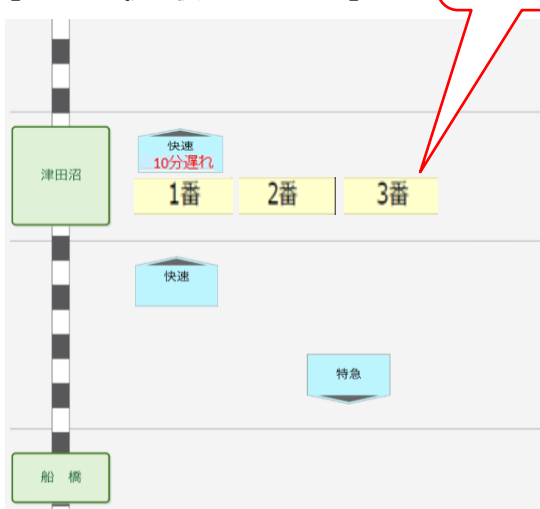 快速
10分遅れ
津田沼
1番 2番 3番
快速
特急
船 橋